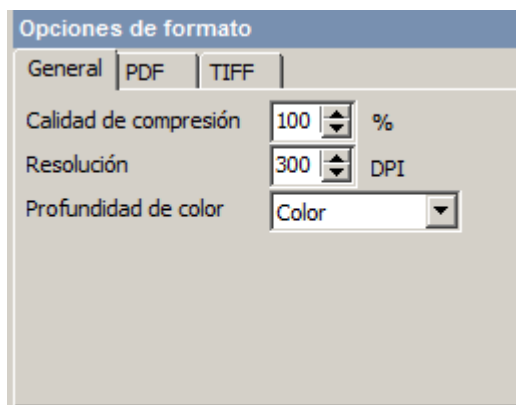 Opciones de formato
General PDF TIFF
Calidad de compresión 100 %
Resolución 300 DPI
Profundidad de color Color